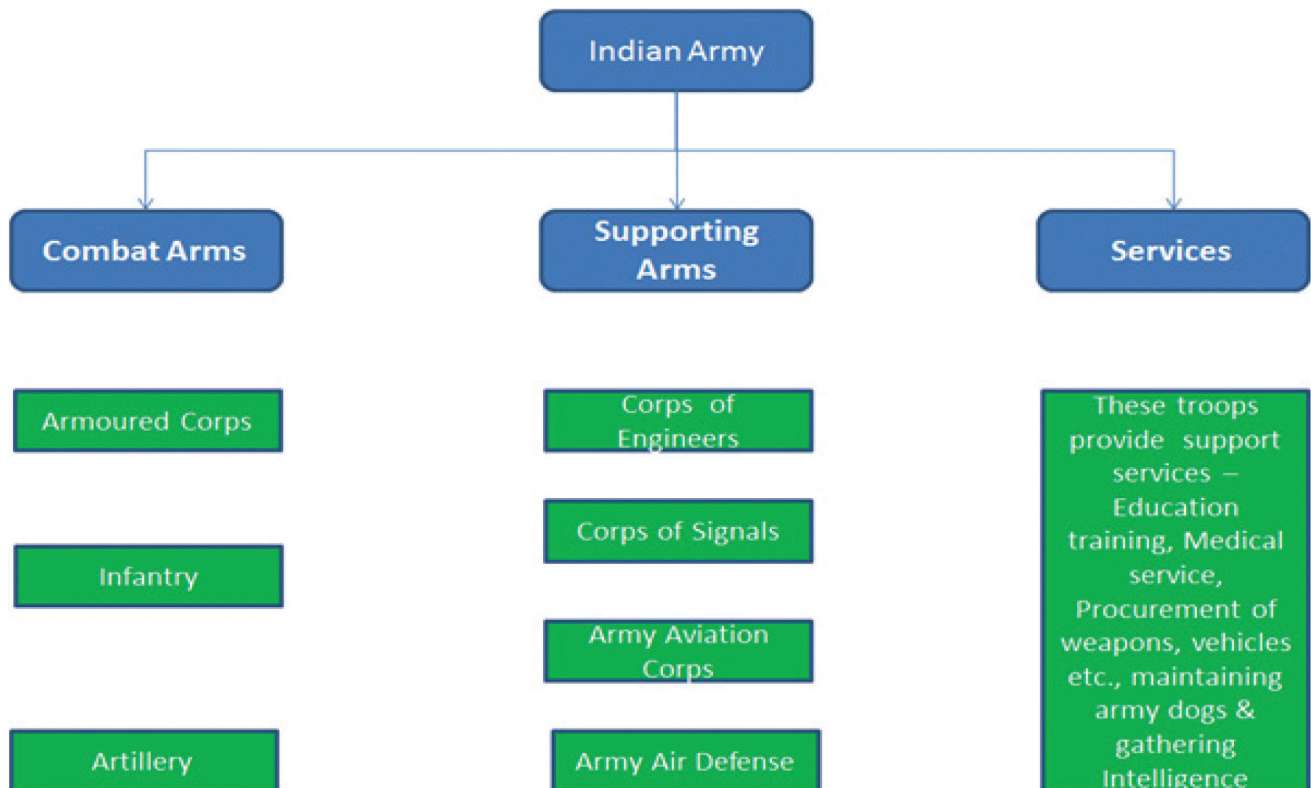 Indian Army
Combat Arms
Supporting
Arms
Services
Armoured Corps
Infantry
Artillery
Corps of
Engineers
Corps of Signals
Army Aviation
Corps
Army Air Defense
These troops
provide support
services –
Education
training, Medical
service,
Procurement of
weapons, vehicles
etc., maintaining
army dogs &
gathering
Intelligence